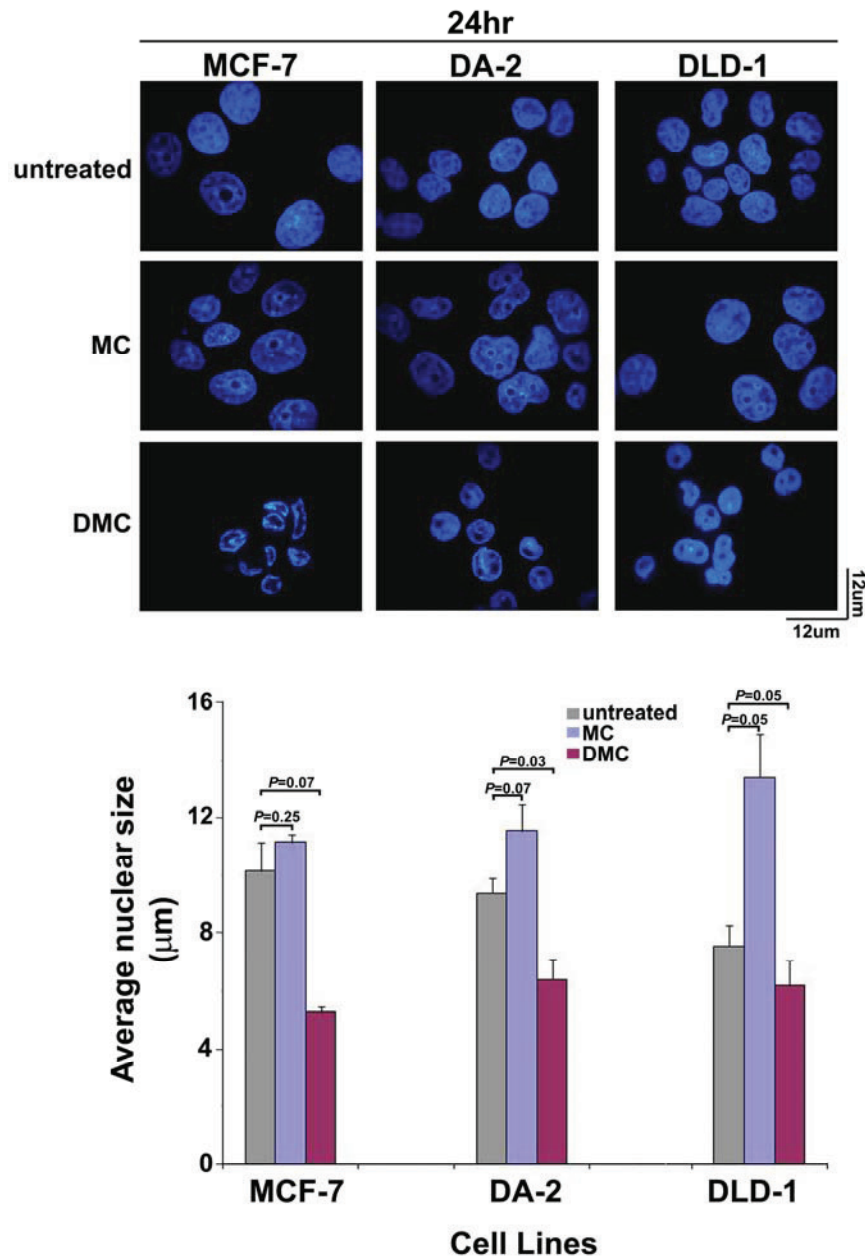 24hr
MCF-7 DA-2 DLD-1
untreated
MC
DMC
12um
12um
16
12
8
4
0
Average nuclear size
(μm)
untreated
MC
DMC
P=0.07
P=0.25
P=0.03
P=0.07
P=0.05
P=0.05
MCF-7 DA-2 DLD-1
Cell Lines